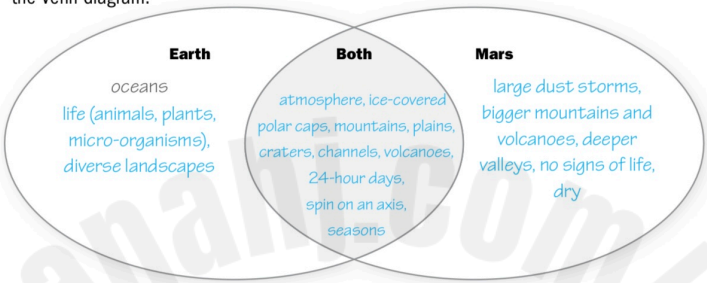 the Venn diagram.
Earth
oceans
life (animals, plants,
micro-organisms),
diverse landscapes
Both
atmosphere, ice-covered
polar caps, mountains, plains,
craters, channels, volcanoes,
24-hour days,
spin on an axis,
seasons
Mars
large dust storms,
bigger mountains and
volcanoes, deeper
valleys, no signs of life,
dry